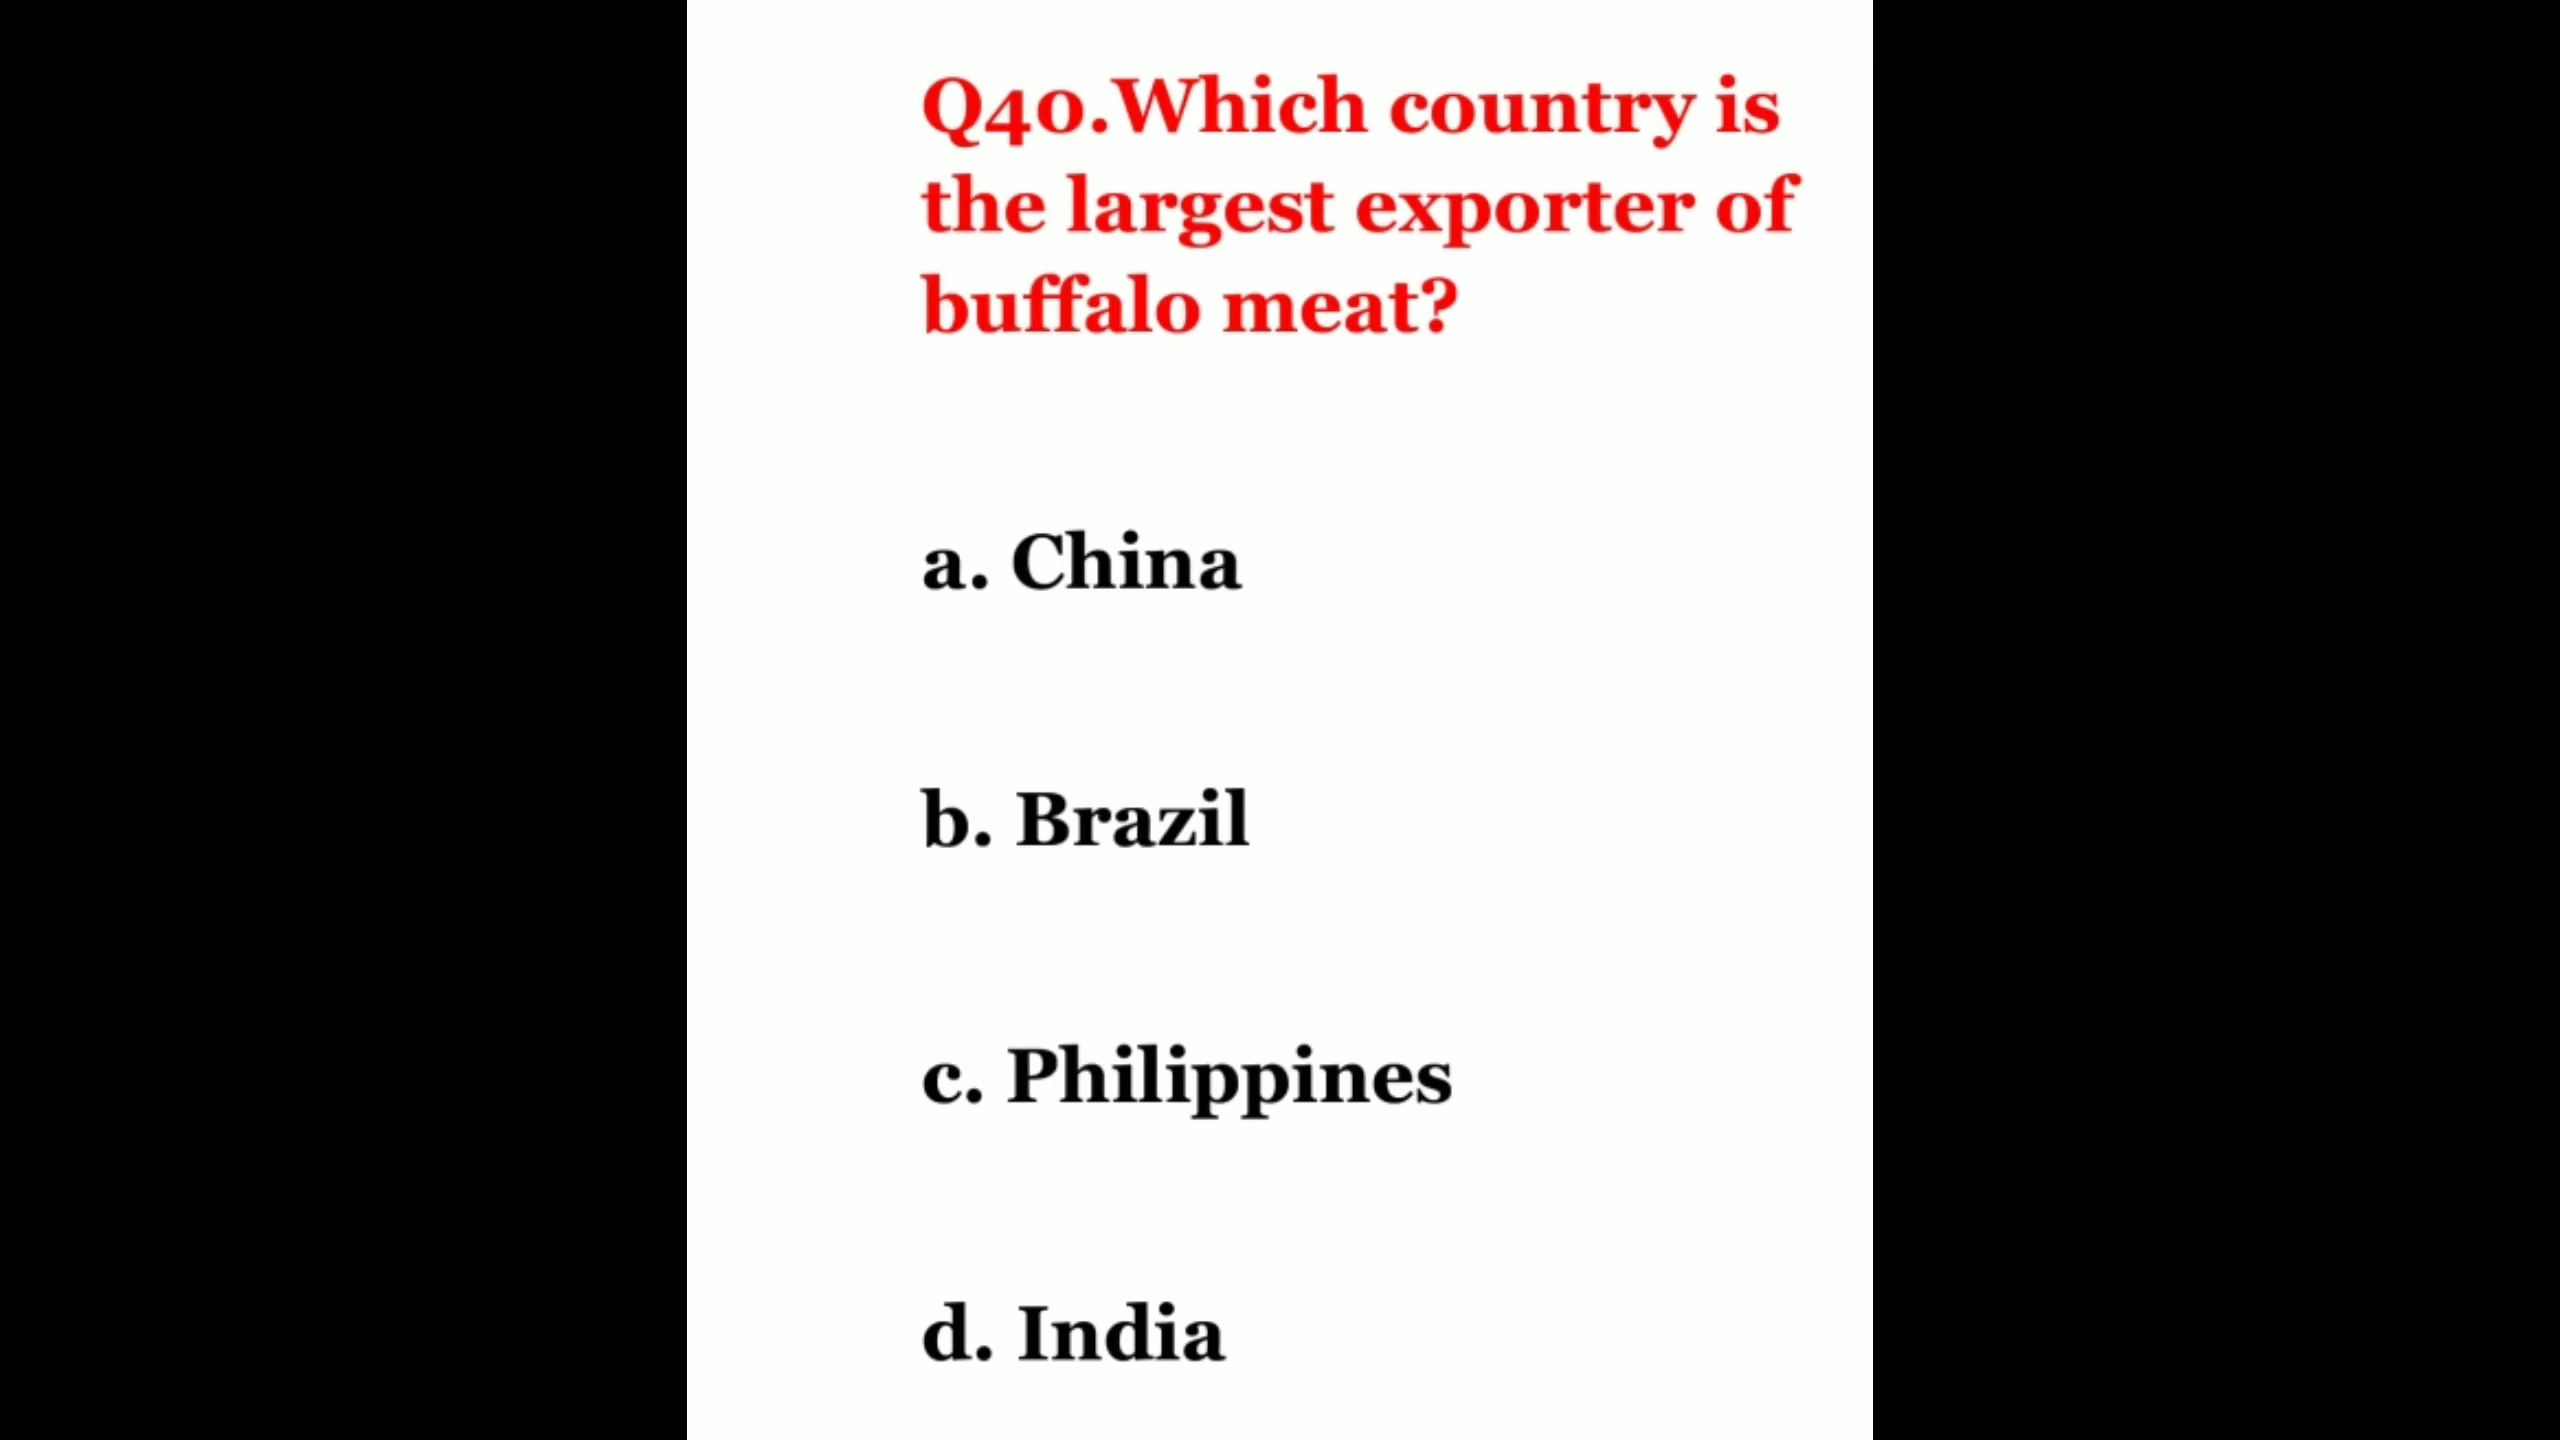 Q40.Which country is
the largest exporter of
buffalo meat?
a. China
b. Brazil
c. Philippines
d. India